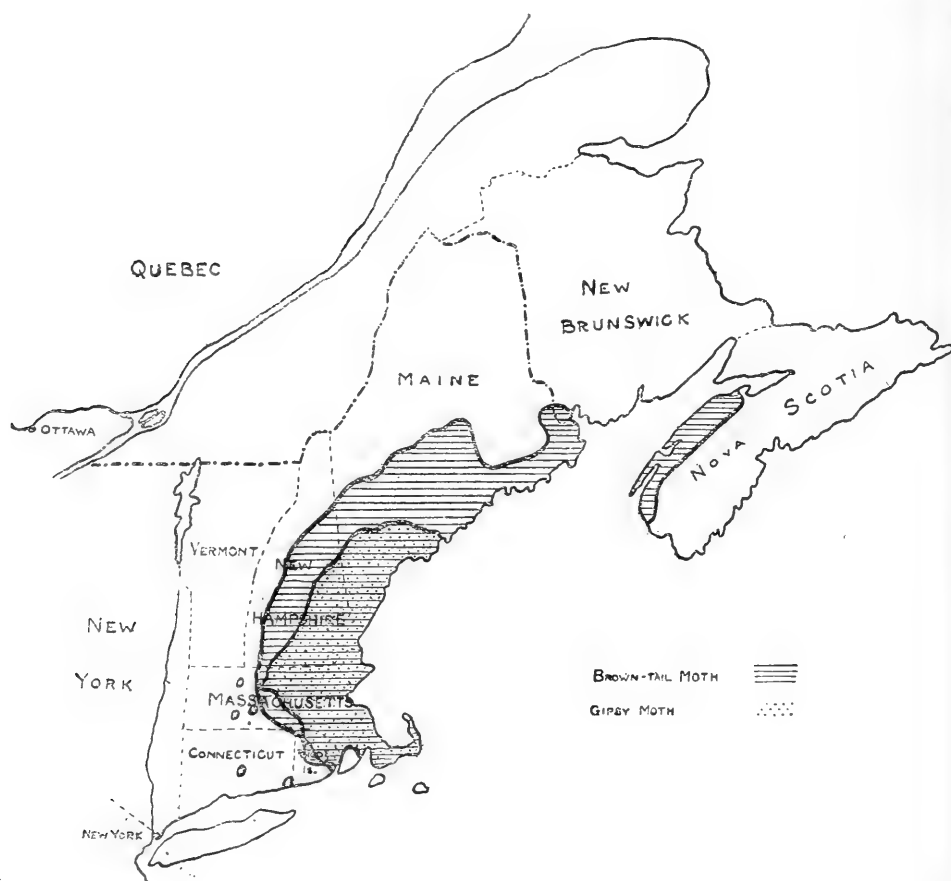 QUEBEC
NEW
BRUNSWICK
MAINE
NOVA SCOTIA
OTTAWA
VERMONT
NEW
HAMPSHIRE
NEW
YORK
BROWN-TAIL MOTH
MASSACHUSETTS
GIPSY MOTH
CONNECTICUT
Is.
NEW YORK